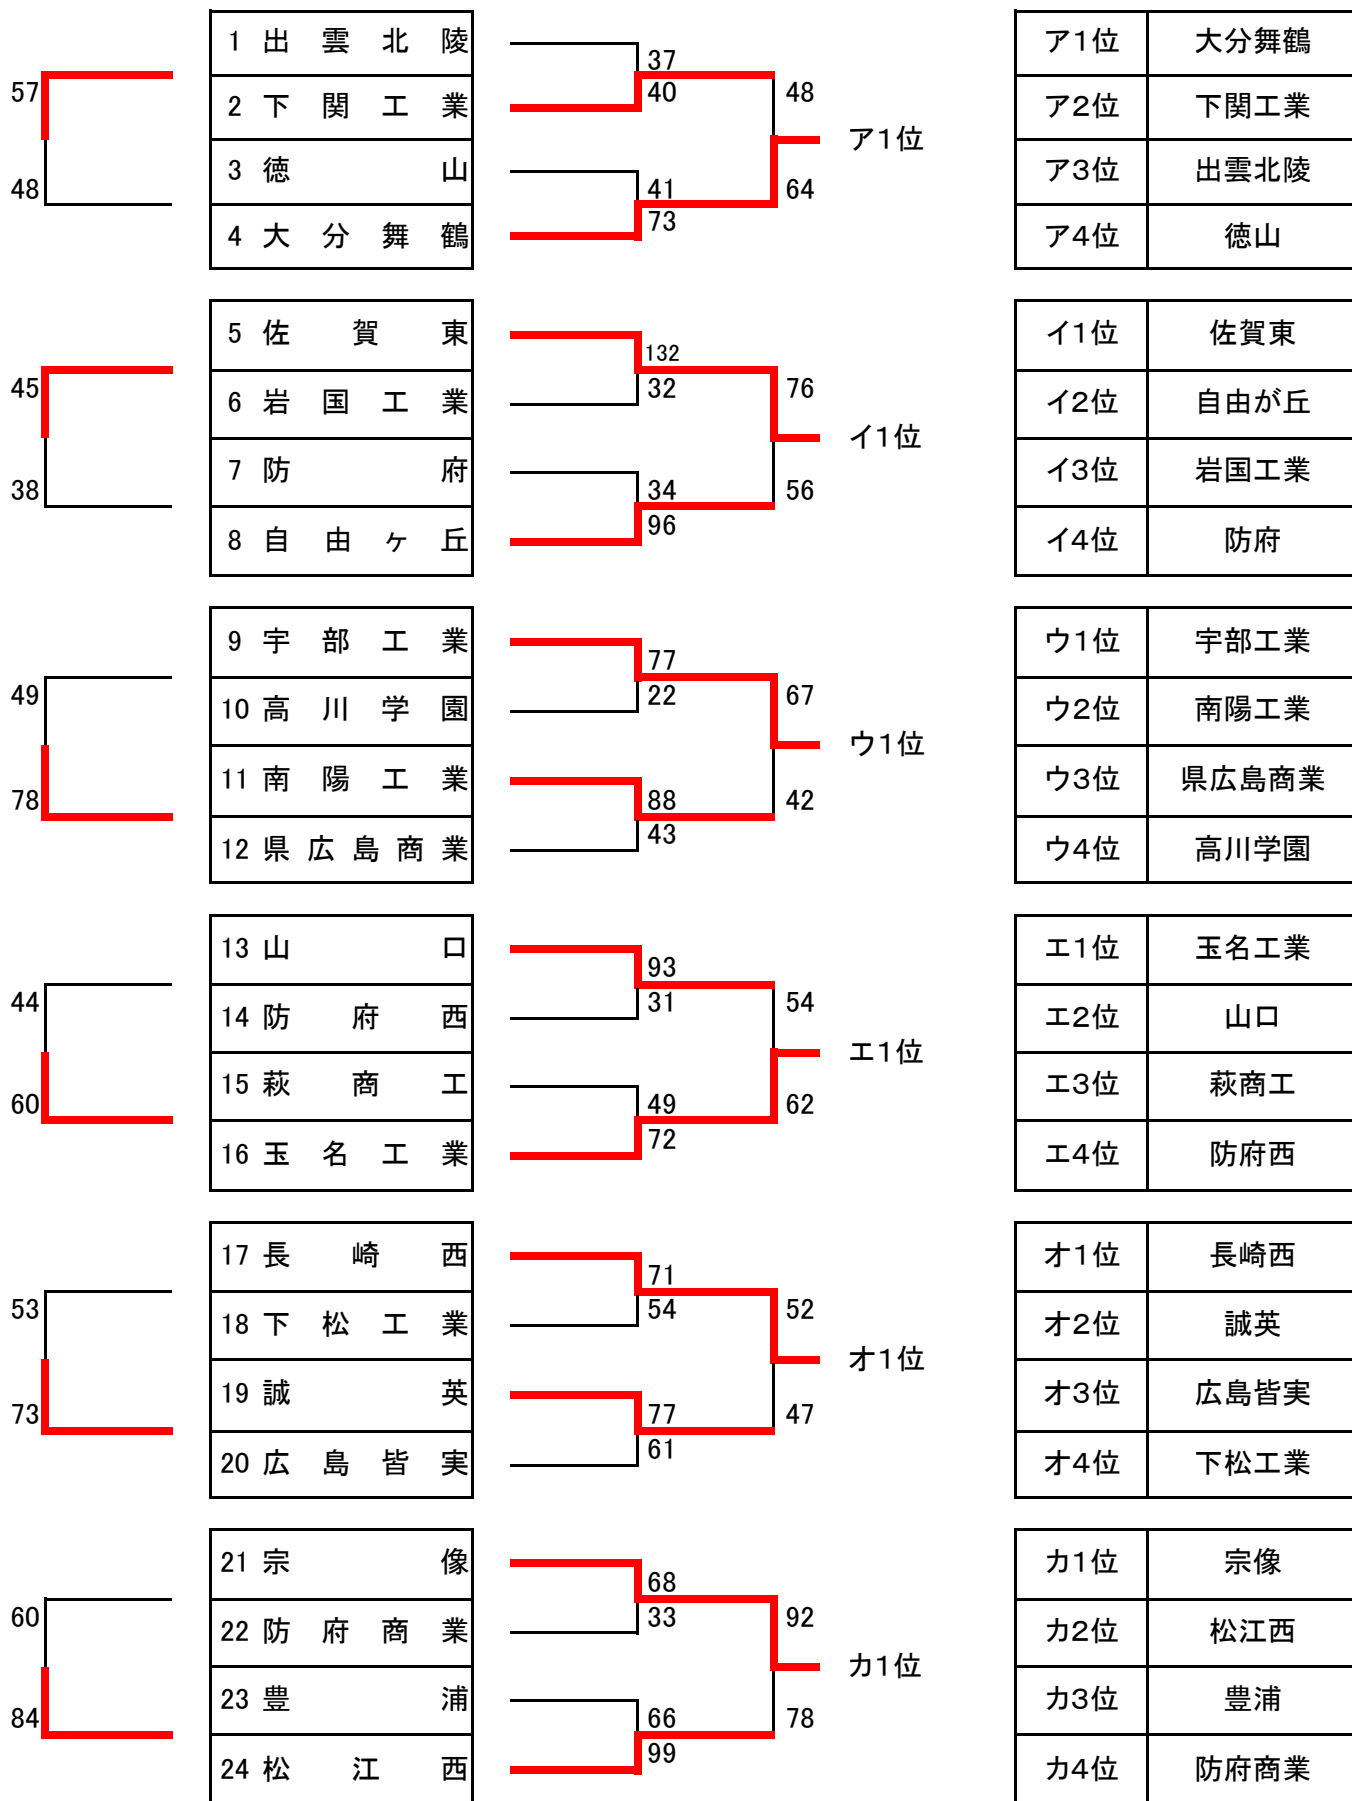 1 出雲北陵 37 ア1位 大分舞鶴
57 2 下関工業 40 48 ア2位 下関工業
ア1位
48 3 徳山 41 64 ア3位 出雲北陵
4 大分舞鶴 73 ア4位 徳山
5 佐賀東 132 イ1位 佐賀東
45 6 岩国工業 32 76 イ2位 自由が丘
イ1位
38 7 防府 34 56 イ3位 岩国工業
8 自由ヶ丘 96 イ4位 防府
9 宇部工業 77 ウ1位 宇部工業
49 10 高川学園 22 67 ウ2位 南陽工業
ウ1位
78 11 南陽工業 88 42 ウ3位 県広島商業
12 県広島商業 43 ウ4位 高川学園
13 山口 93 エ1位 玉名工業
44 14 防府西 31 54 エ2位 山口
エ1位
60 15 萩商工 49 62 エ3位 萩商工
16 玉名工業 72 エ4位 防府西
17 長崎西 71 オ1位 長崎西
53 18 下松工業 54 52 オ2位 誠英
オ1位
73 19 誠英 77 47 オ3位 広島皆実
20 広島皆実 61 オ4位 下松工業
21 宗像 68 カ1位 宗像
60 22 防府商業 33 92 カ2位 松江西
カ1位
84 23 豊浦 66 78 カ3位 豊浦
24 松江西 99 カ4位 防府商業